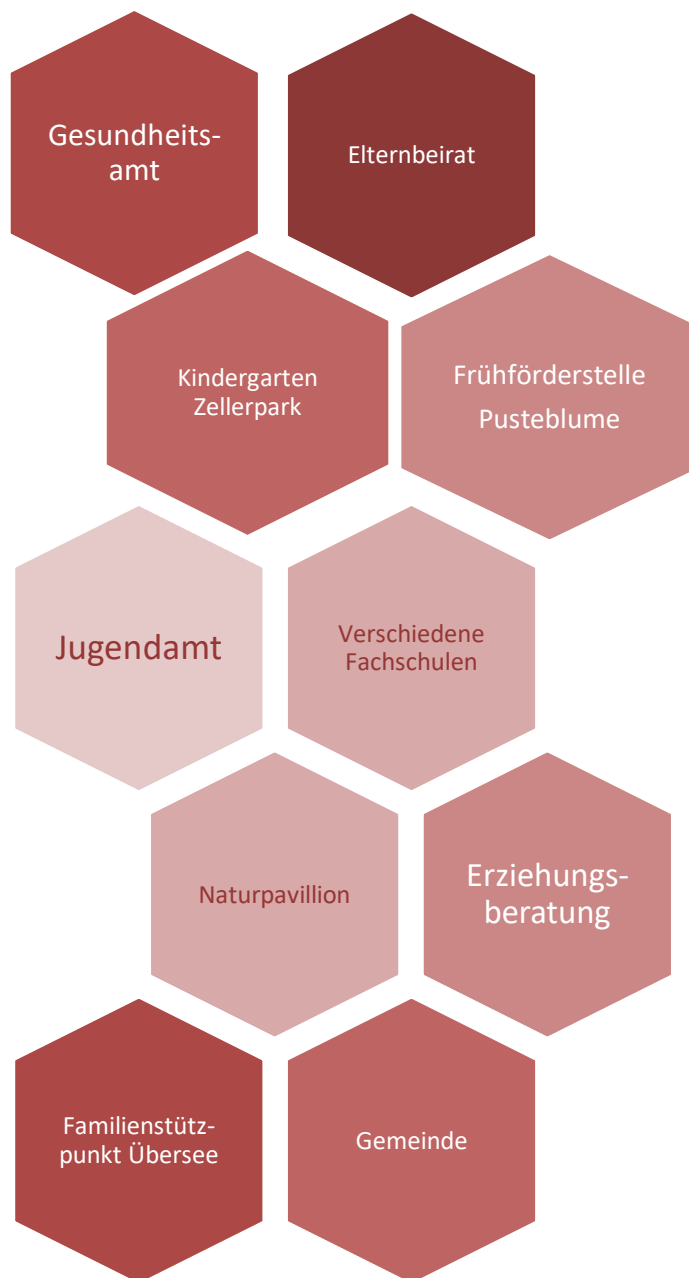 Gesundheits-
amt
Elternbeirat
Kindergarten
Zellerpark
Frühförderstelle
Pusteblume
Jugendamt
Verschiedene
Fachschulen
Naturpavillion
Erziehungs-
beratung
Familienstütz-
punkt Übersee
Gemeinde